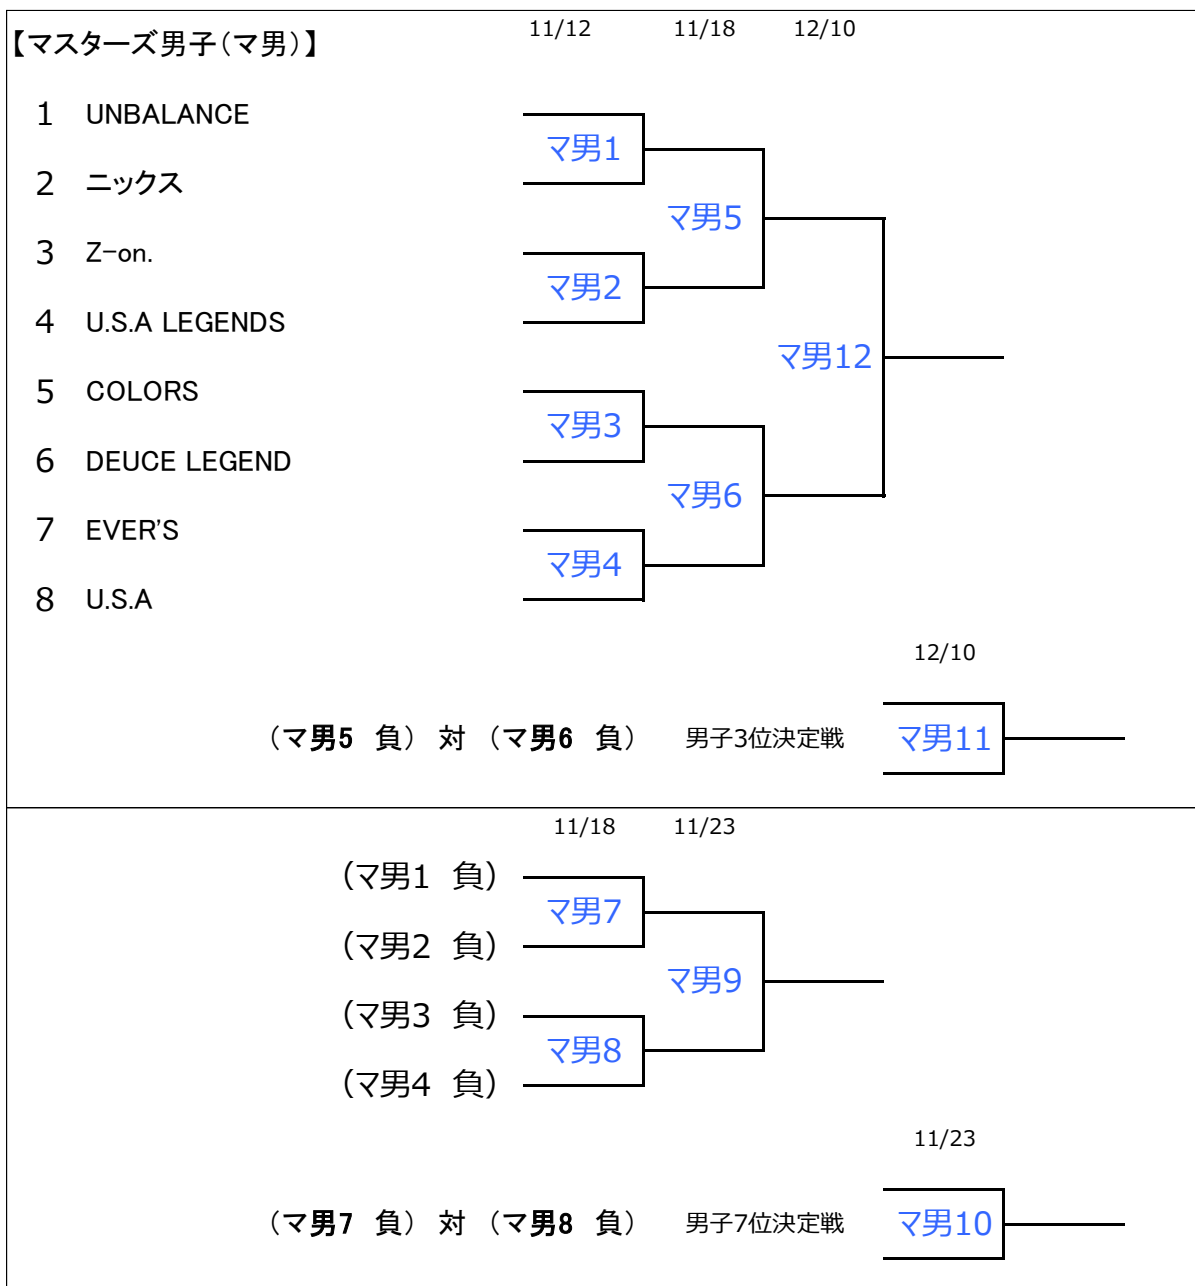 11/12 11/18 12/10
【マスターズ男子(マ男)】
1 UNBALANCE
マ男1
2 ニックス
マ男5
3 Z-on.
マ男2
4 U.S.A LEGENDS
マ男12
5 COLORS
マ男3
6 DEUCE LEGEND
マ男6
7 EVER'S
マ男4
8 U.S.A
12/10
(マ男5 負) 対 (マ男6 負) 男子3位決定戦 マ男11
11/18 11/23
(マ男1 負)
マ男7
(マ男2 負)
マ男9
(マ男3 負)
マ男8
(マ男4 負)
11/23
(マ男7 負) 対 (マ男8 負) 男子7位決定戦 マ男10